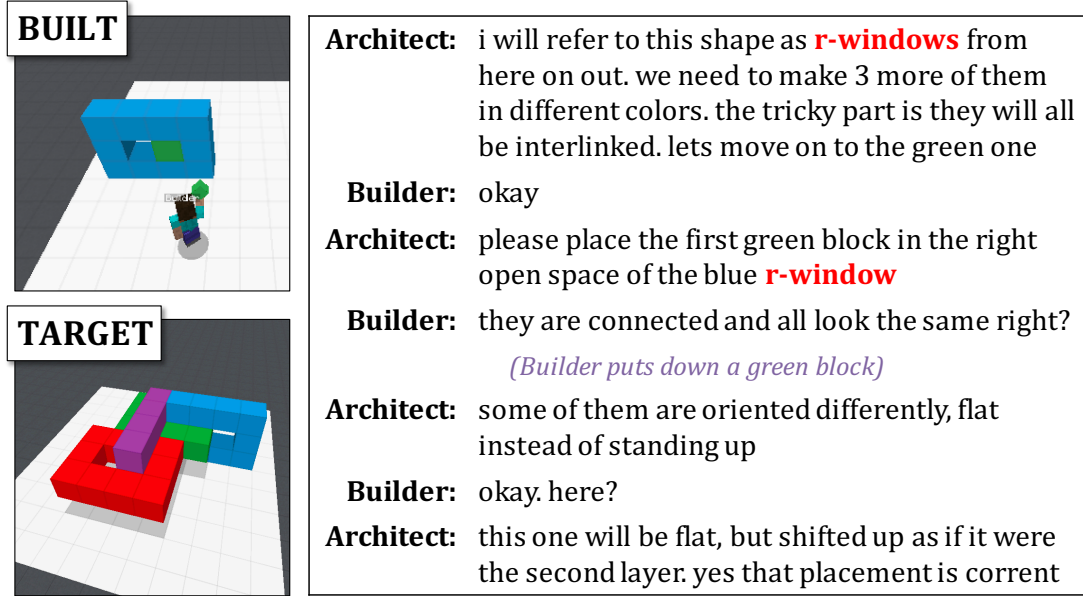 BUILT
TARGET
builder
Architect: i will refer to this shape as r-windows from
here on out. we need to make 3 more of them
in different colors. the tricky part is they will all
be interlinked. lets move on to the green one
Builder: okay
Architect: please place the first green block in the right
open space of the blue r-window
Builder: they are connected and all look the same right?
(Builder puts down a green block)
Architect: some of them are oriented differently, flat
instead of standing up
Builder: okay. here?
Architect: this one will be flat, but shifted up as if it were
the second layer. yes that placement is corrent